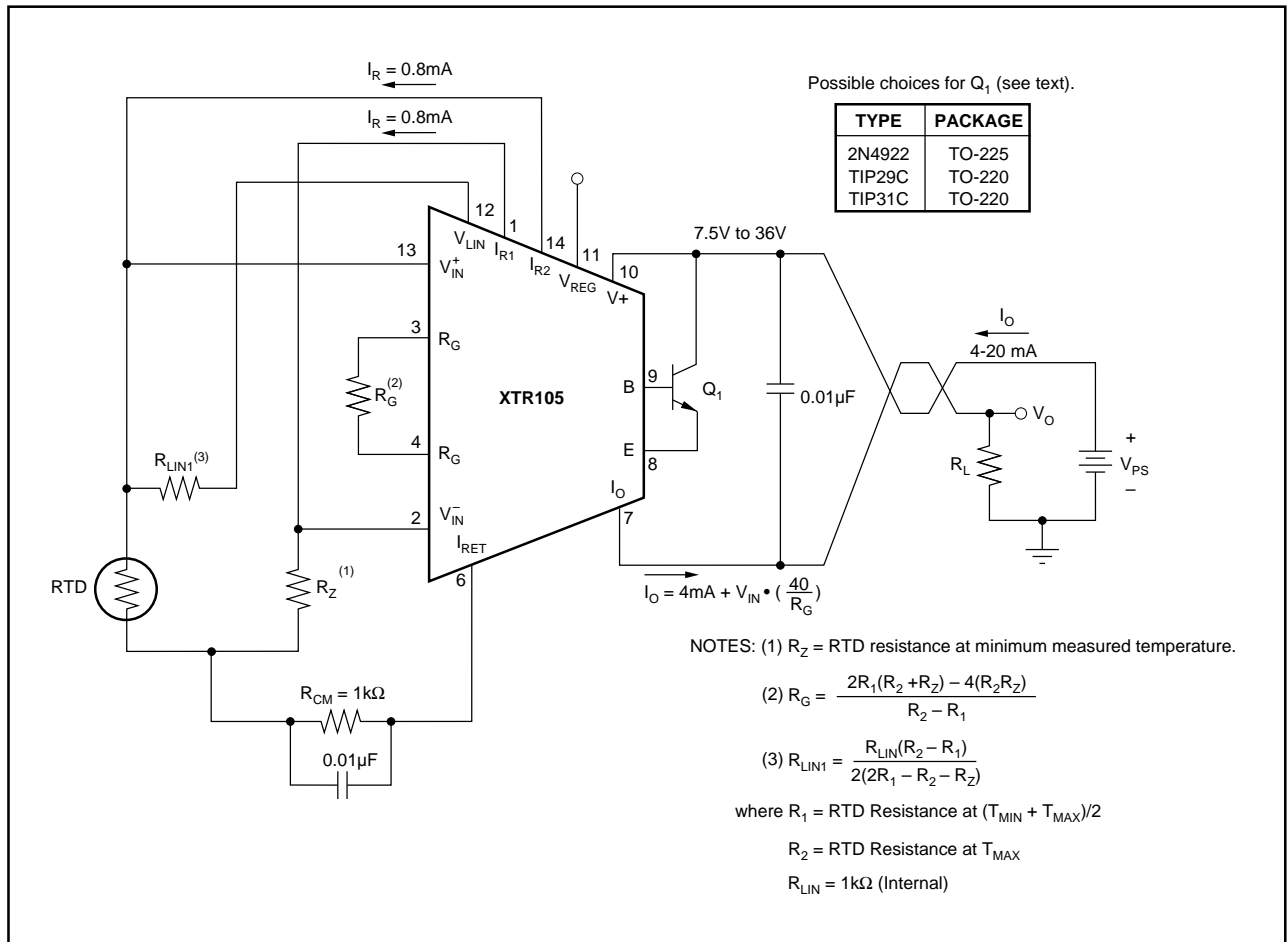 I_R = 0.8mA
I_R = 0.8mA
Possible choices for Q_1 (see text).
TYPE PACKAGE
2N4922 TO-225
TIP29C TO-220
TIP31C TO-220
12
1
14
11
10
7.5V to 36V
13
V_LIN
I_R1
I_R2
V_REG
V+
V_IN^+
I_O
4-20 mA
3
R_G
R_G^(2)
XTR105
B
9
Q_1
0.01µF
V_O
4
R_G
E
8
R_L
+
V_PS
–
R_LIN1^(3)
I_O
7
2
V_IN^–
I_RET
6
RTD
R_Z^(1)
I_O = 4mA + V_IN • (40/R_G)
R_CM = 1kΩ
0.01µF
NOTES: (1) R_Z = RTD resistance at minimum measured temperature.
(2) R_G = 2R_1(R_2 +R_Z) – 4(R_2R_Z) / R_2 – R_1
(3) R_LIN1 = R_LIN(R_2 – R_1) / 2(2R_1 – R_2 – R_Z)
where R_1 = RTD Resistance at (T_MIN + T_MAX)/2
R_2 = RTD Resistance at T_MAX
R_LIN = 1kΩ (Internal)